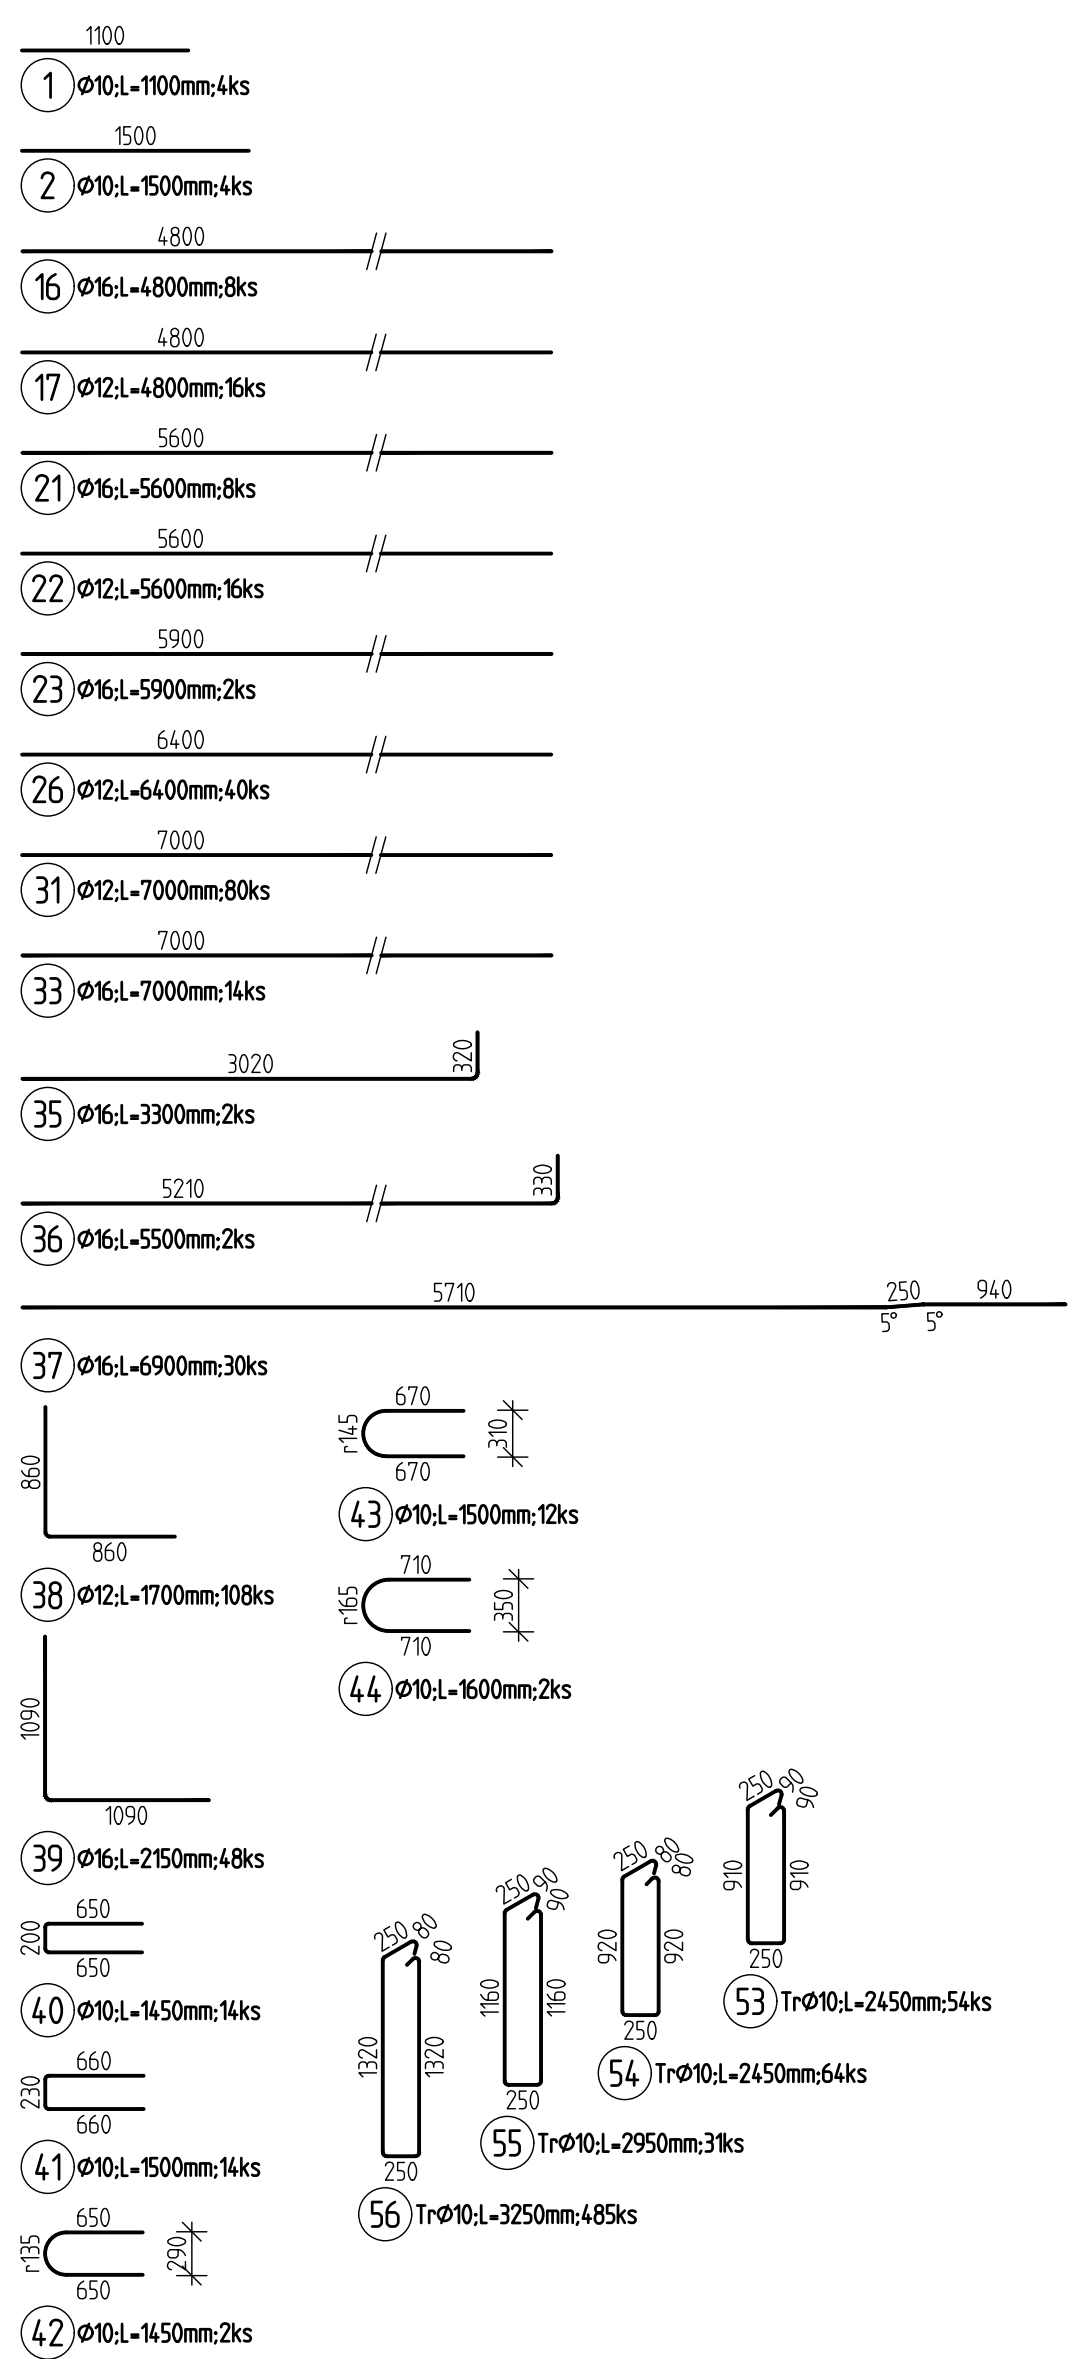 1100
1 Ø10;L=1100mm;4ks
1500
2 Ø10;L=1500mm;4ks
4800
16 Ø16;L=4800mm;8ks
4800
17 Ø12;L=4800mm;16ks
5600
21 Ø16;L=5600mm;8ks
5600
22 Ø12;L=5600mm;16ks
5900
23 Ø16;L=5900mm;2ks
6400
26 Ø12;L=6400mm;40ks
7000
31 Ø12;L=7000mm;80ks
7000
33 Ø16;L=7000mm;14ks
3020
320
35 Ø16;L=3300mm;2ks
5210
330
36 Ø16;L=5500mm;2ks
5710
250
940
5°
5°
37 Ø16;L=6900mm;30ks
860
860
38 Ø12;L=1700mm;108ks
1090
1090
39 Ø16;L=2150mm;48ks
650
200
650
40 Ø10;L=1450mm;14ks
660
230
660
41 Ø10;L=1500mm;14ks
650
r135
290
650
42 Ø10;L=1450mm;2ks
670
r145
310
670
43 Ø10;L=1500mm;12ks
710
r165
350
710
44 Ø10;L=1600mm;2ks
250
90
90
910
910
250
53 TrØ10;L=2450mm;54ks
250
80
80
920
920
250
54 TrØ10;L=2450mm;64ks
250
90
90
1160
1160
250
55 TrØ10;L=2950mm;31ks
250
80
80
1320
1320
250
56 TrØ10;L=3250mm;485ks